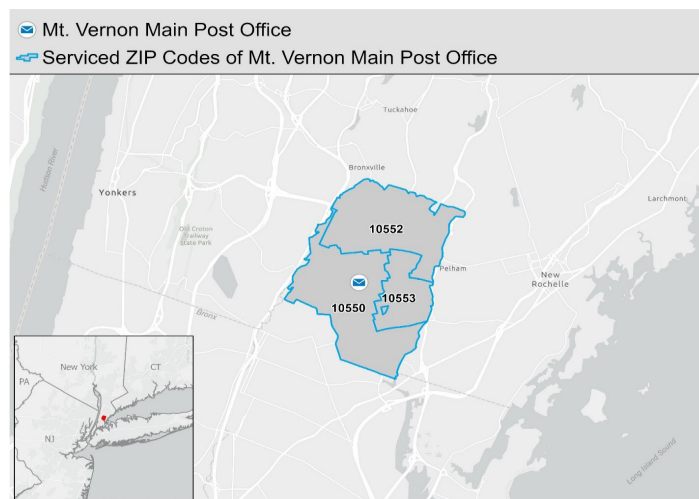 Mt. Vernon Main Post Office
Serviced ZIP Codes of Mt. Vernon Main Post Office
Tuckahoe
Bronxville
Hudson River
Yonkers
Larchmont
Old Croton
Trailway
State Park
10552
Pelham
New
Rochelle
10550
10553
Bronx
New York
CT
PA
NJ
Long Island Sound